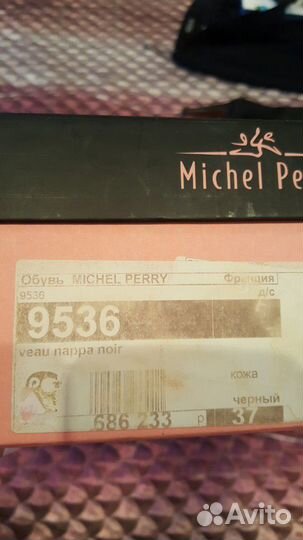 Michel Pe
Обувь MICHEL PERRY Франция
9536 д/с
9536
veau nappa noir
кожа
черный
686 233 р 37
Avito